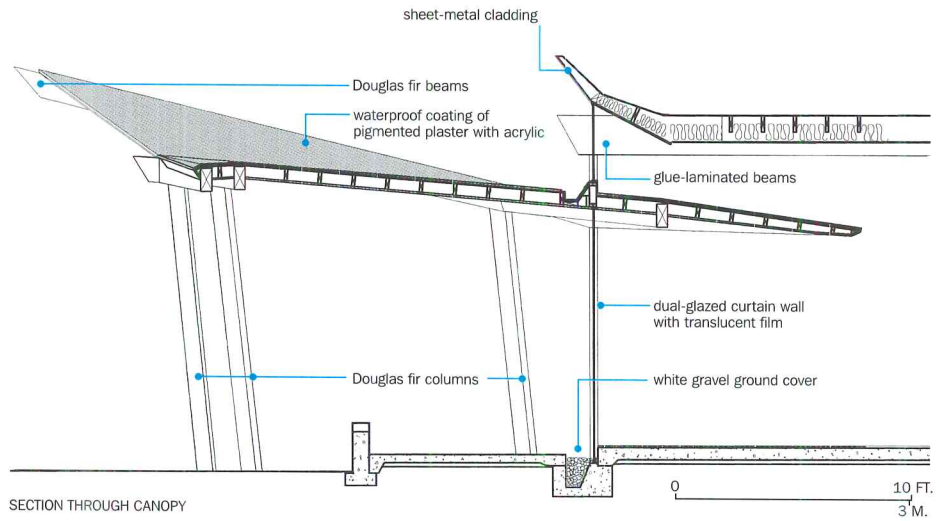 sheet-metal cladding
Douglas fir beams
waterproof coating of
pigmented plaster with acrylic
glue-laminated beams
dual-glazed curtain wall
with translucent film
Douglas fir columns
white gravel ground cover
SECTION THROUGH CANOPY
0
10 FT.
3 M.